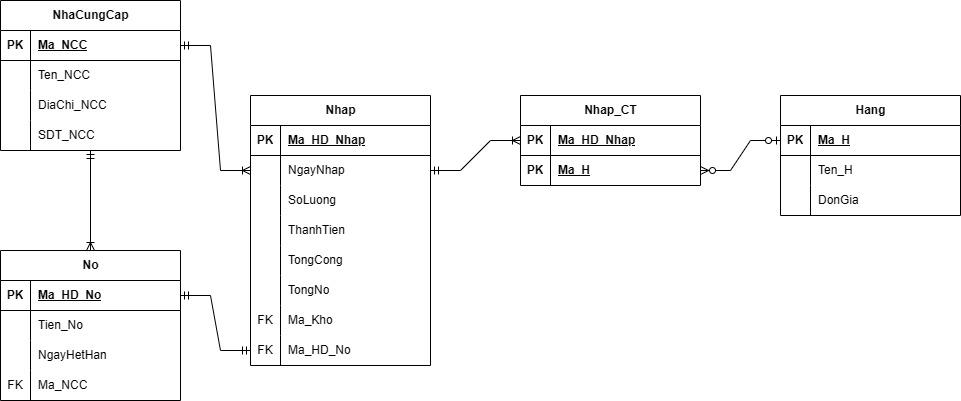 NhaCungCap
PK Ma_NCC
Ten_NCC
DiaChi_NCC
SDT_NCC
No
PK Ma_HD_No
Tien_No
NgayHetHan
FK Ma_NCC
Nhap
PK Ma_HD_Nhap
NgayNhap
SoLuong
ThanhTien
TongCong
TongNo
FK Ma_Kho
FK Ma_HD_No
Nhap_CT
PK Ma_HD_Nhap
PK Ma_H
Hang
PK Ma_H
Ten_H
DonGia